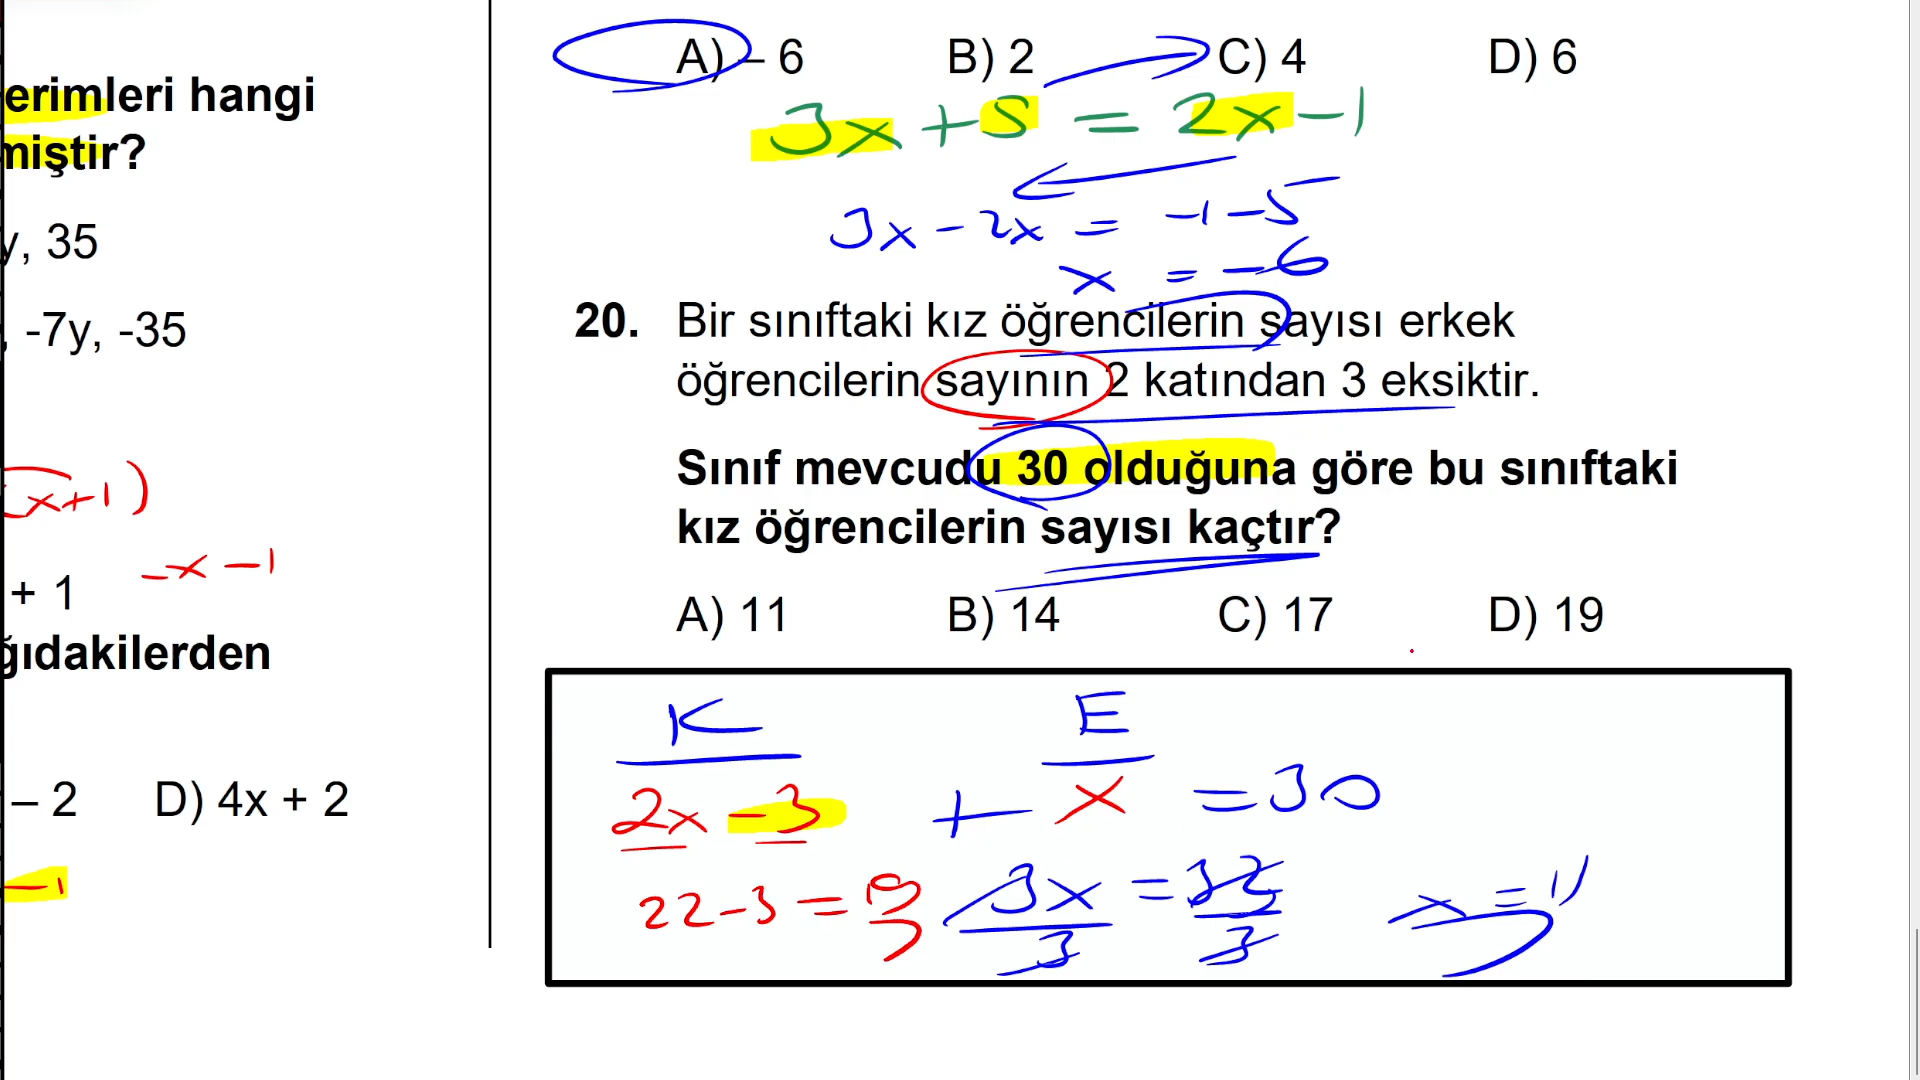 erimleri hangi
miştir?
y, 35
, -7y, -35
(x+1)
-x-1
+ 1
ğıdakilerden
– 2 D) 4x + 2
-1
A) – 6 B) 2 C) 4 D) 6
3x + 5 = 2x - 1
3x - 2x = -1 - 5
x = -6
20. Bir sınıftaki kız öğrencilerin sayısı erkek
öğrencilerin sayının 2 katından 3 eksiktir.
Sınıf mevcudu 30 olduğuna göre bu sınıftaki
kız öğrencilerin sayısı kaçtır?
A) 11 B) 14 C) 17 D) 19
K E
2x - 3 + x = 30
22 - 3 = 19 3x = 33 x = 11
3 3